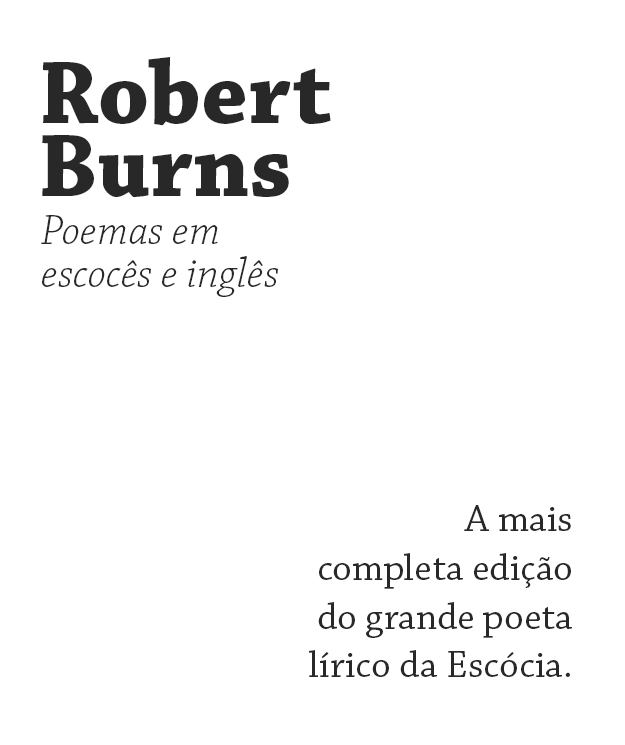 Robert
Burns
Poemas em
escocês e inglês
A mais
completa edição
do grande poeta
lírico da Escócia.